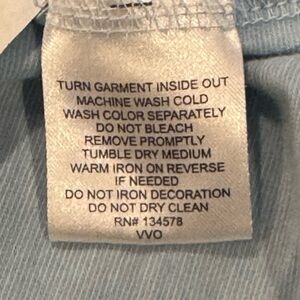 TURN GARMENT INSIDE OUT
MACHINE WASH COLD
WASH COLOR SEPARATELY
DO NOT BLEACH
REMOVE PROMPTLY
TUMBLE DRY MEDIUM
WARM IRON ON REVERSE
IF NEEDED
DO NOT IRON DECORATION
DO NOT DRY CLEAN
RN# 134578
VVO